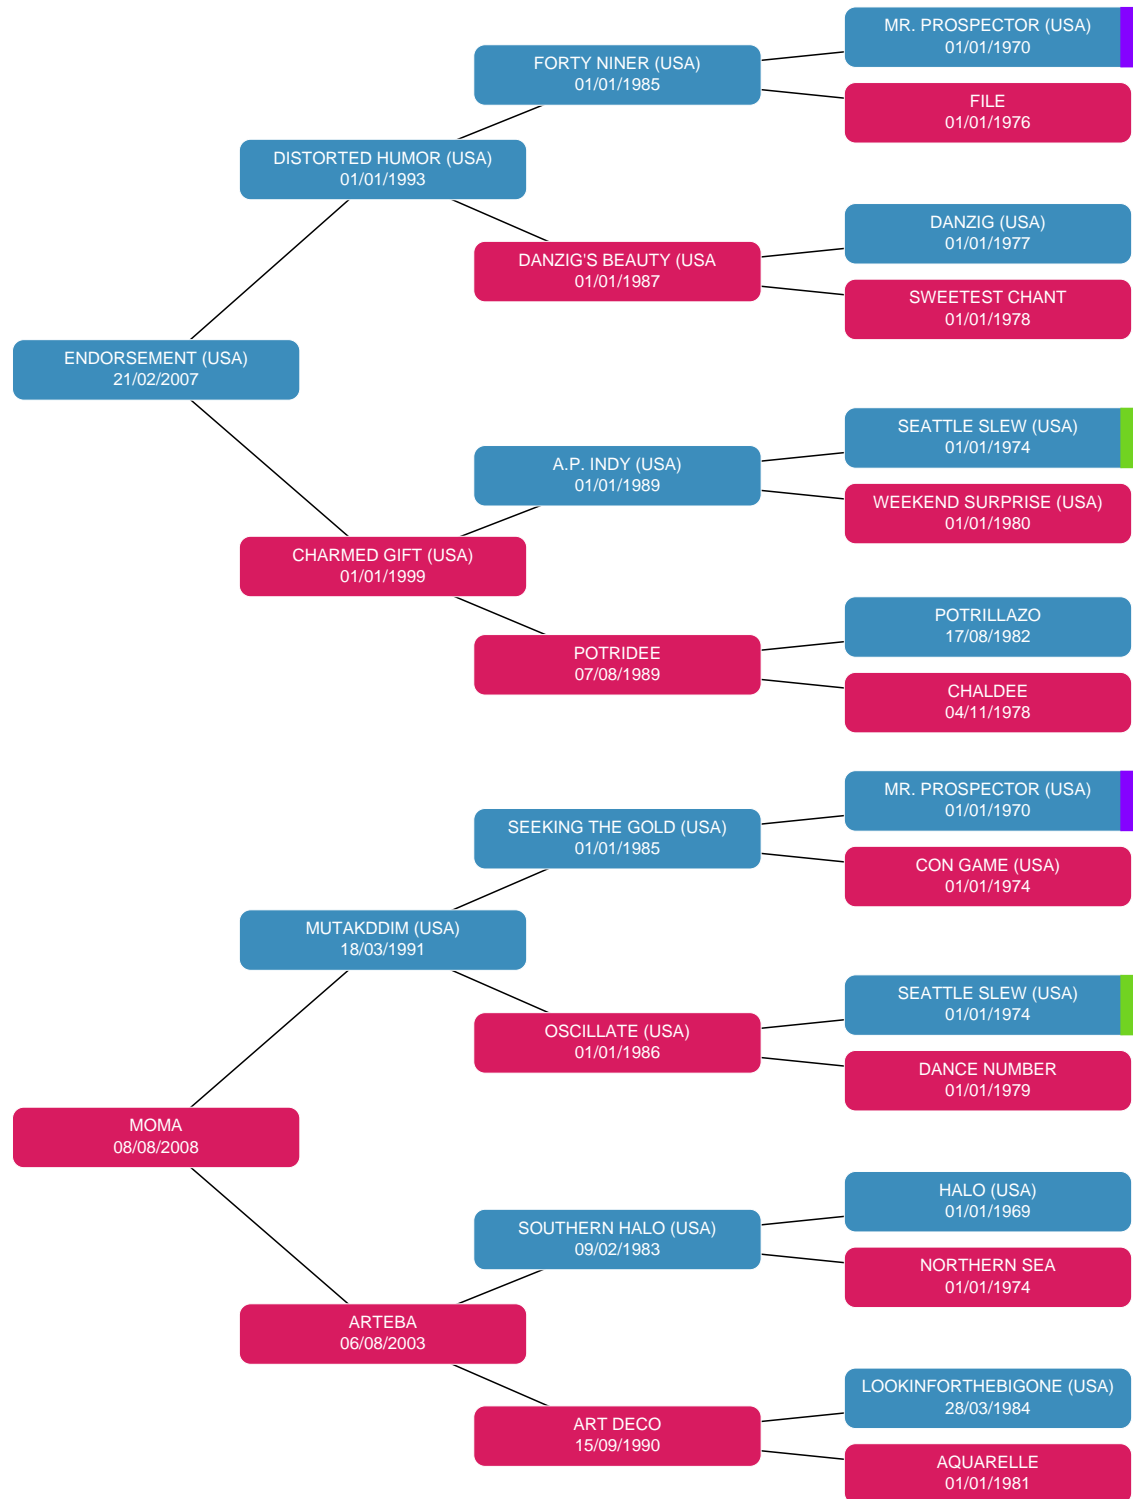 MR. PROSPECTOR (USA)
01/01/1970
FORTY NINER (USA)
01/01/1985
FILE
01/01/1976
DISTORTED HUMOR (USA)
01/01/1993
DANZIG (USA)
01/01/1977
DANZIG'S BEAUTY (USA
01/01/1987
SWEETEST CHANT
01/01/1978
ENDORSEMENT (USA)
21/02/2007
SEATTLE SLEW (USA)
01/01/1974
A.P. INDY (USA)
01/01/1989
WEEKEND SURPRISE (USA)
01/01/1980
CHARMED GIFT (USA)
01/01/1999
POTRILLAZO
17/08/1982
POTRIDEE
07/08/1989
CHALDEE
04/11/1978
MR. PROSPECTOR (USA)
01/01/1970
SEEKING THE GOLD (USA)
01/01/1985
CON GAME (USA)
01/01/1974
MUTAKDDIM (USA)
18/03/1991
SEATTLE SLEW (USA)
01/01/1974
OSCILLATE (USA)
01/01/1986
DANCE NUMBER
01/01/1979
MOMA
08/08/2008
HALO (USA)
01/01/1969
SOUTHERN HALO (USA)
09/02/1983
NORTHERN SEA
01/01/1974
ARTEBA
06/08/2003
LOOKINFORTHEBIGONE (USA)
28/03/1984
ART DECO
15/09/1990
AQUARELLE
01/01/1981